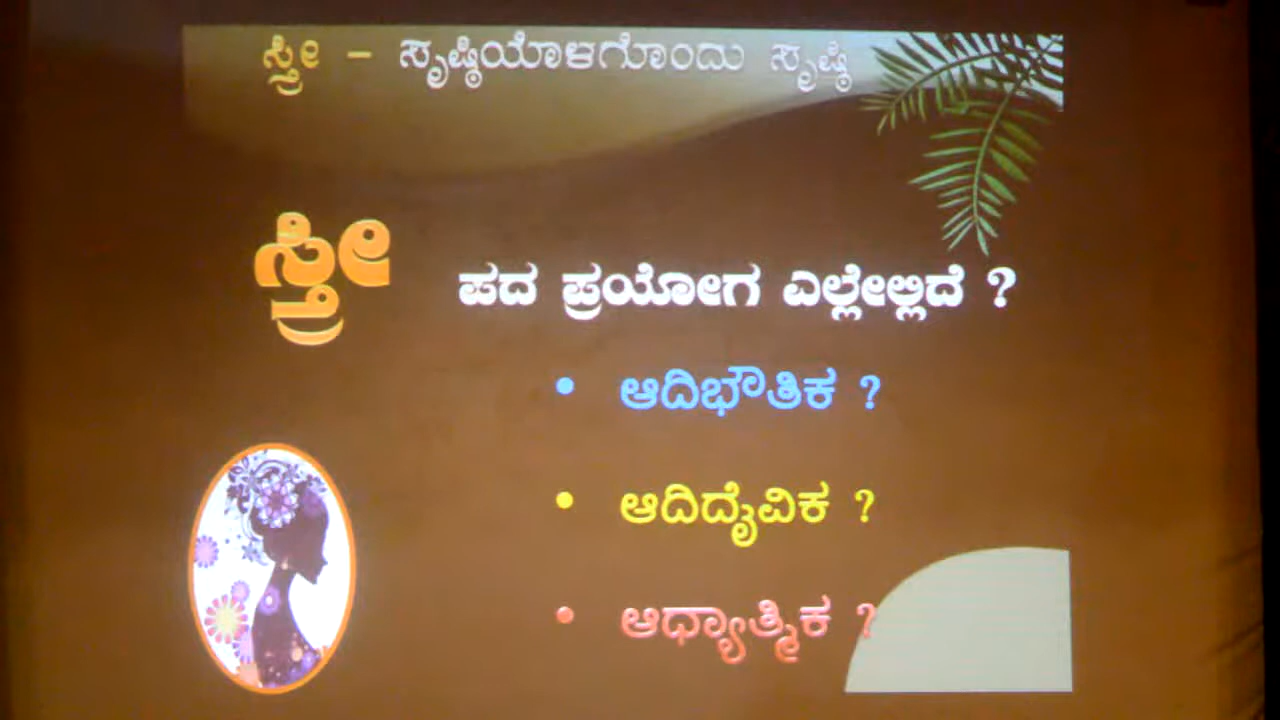 ಸ್ತ್ರೀ – ಸೃಷ್ಠಿಯೊಳಗೊಂದು ಸೃಷ್ಠಿ
ಸ್ತ್ರೀ ಪದ ಪ್ರಯೋಗ ಎಲ್ಲೇಲ್ಲಿದೆ ?
• ಆದಿಭೌತಿಕ ?
• ಆದಿದೈವಿಕ ?
• ಆಧ್ಯಾತ್ಮಿಕ ?